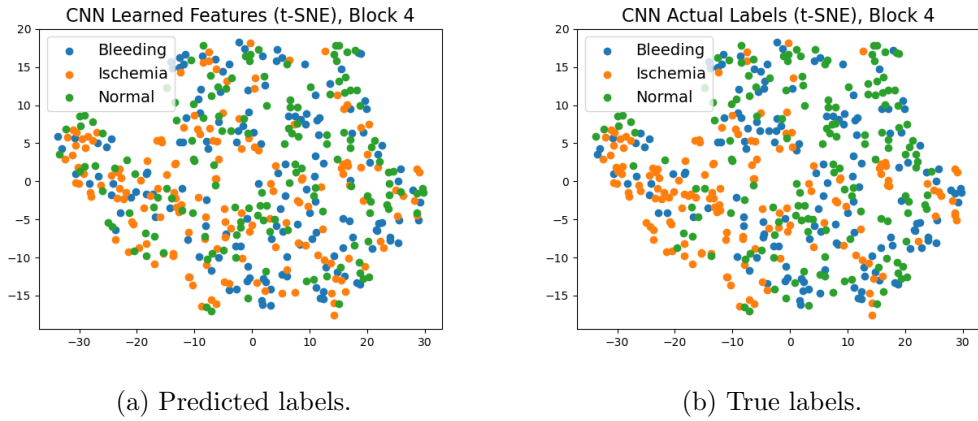 CNN Learned Features (t-SNE), Block 4
20
15
10
5
0
−5
−10
−15
−30 −20 −10 0 10 20 30
Bleeding
Ischemia
Normal
(a) Predicted labels.
CNN Actual Labels (t-SNE), Block 4
20
15
10
5
0
−5
−10
−15
−30 −20 −10 0 10 20 30
Bleeding
Ischemia
Normal
(b) True labels.